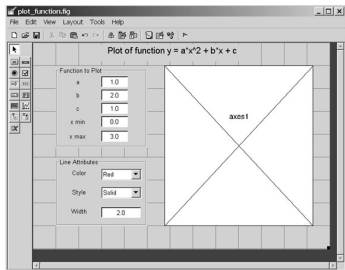 plot_function.fig
File Edit View Layout Tools Help
Plot of function y = a*x^2 + b*x + c
Function to Plot
a 1.0
b 2.0
c 1.0
x min 0.0
x max 3.0
axes1
Line Attributes
Color Red
Style Solid
Width 2.0